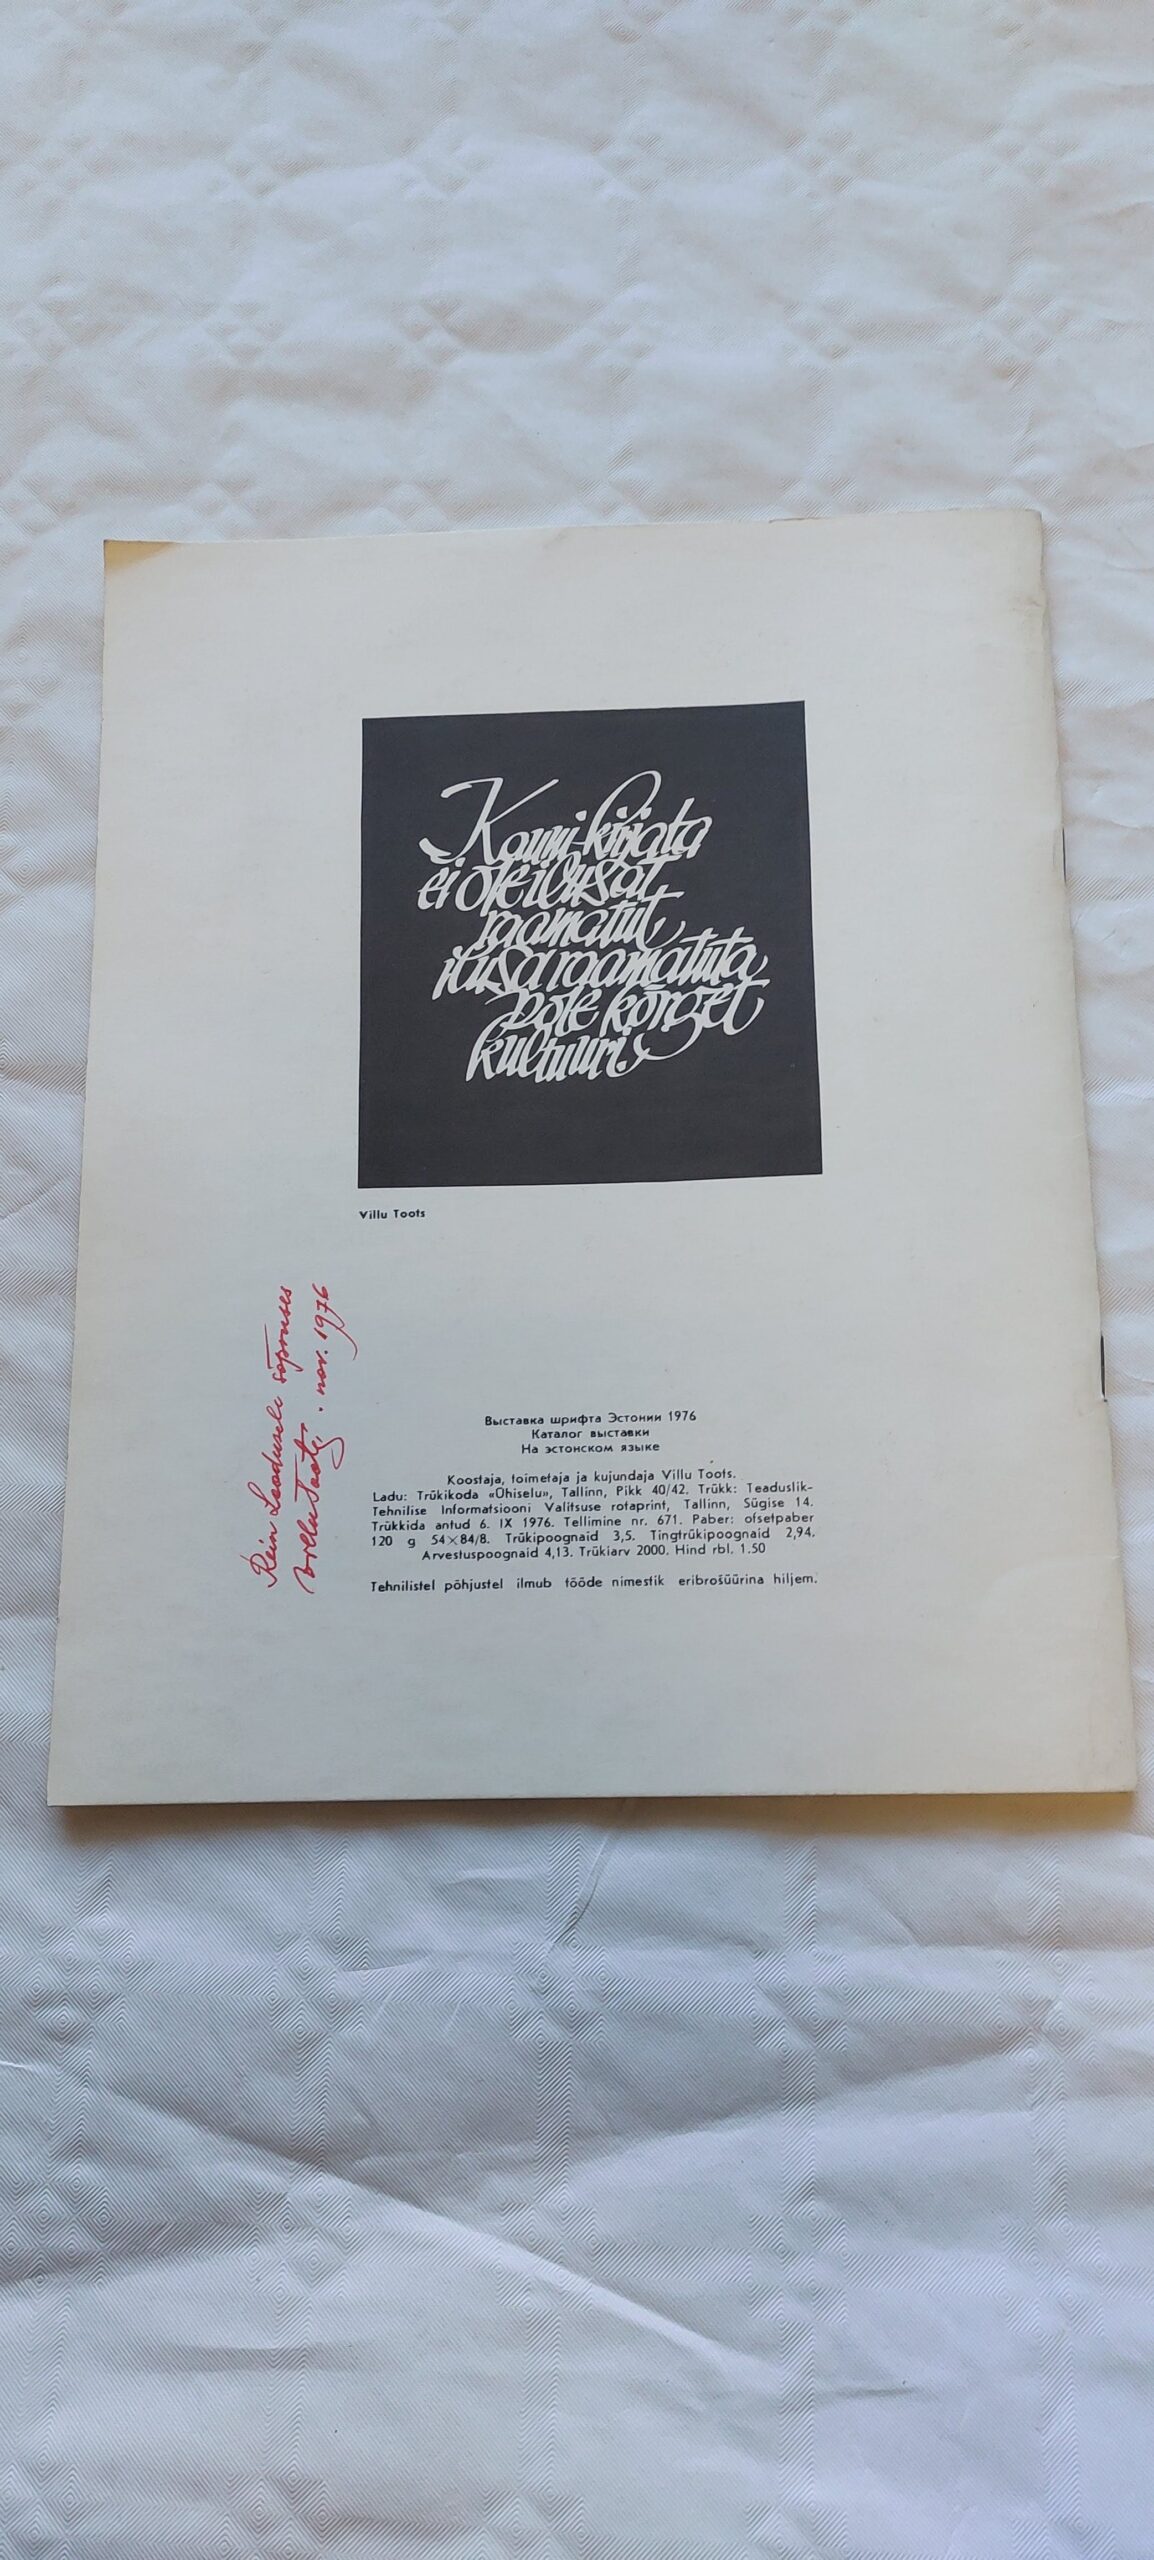 Kauni kirjata
ei ole ilusat
raamatut
ilusa raamatuta
pole kõrget
kultuuri.
Villu Toots
Rein Loodusele sõpruses
Villu Toots. nov. 1976
Выставка шрифта Эстонии 1976
Каталог выставки
На эстонском языке
Koostaja, toimetaja ja kujundaja Villu Toots.
Ladu: Trükikoda «Ühiselu», Tallinn, Pikk 40/42. Trükk: Teaduslik-
Tehnilise Informatsiooni Valitsuse rotaprint, Tallinn, Sügise 14.
Trükkida antud 6. IX 1976. Tellimine nr. 671. Paber: ofsetpaber
120 g 54×84/8. Trükipoognaid 3,5. Tingtrükipoognaid 2,94.
Arvestuspoognaid 4,13. Trükiarv 2000. Hind rbl. 1.50
Tehnilistel põhjustel ilmub tööde nimestik eribrošüürina hiljem.